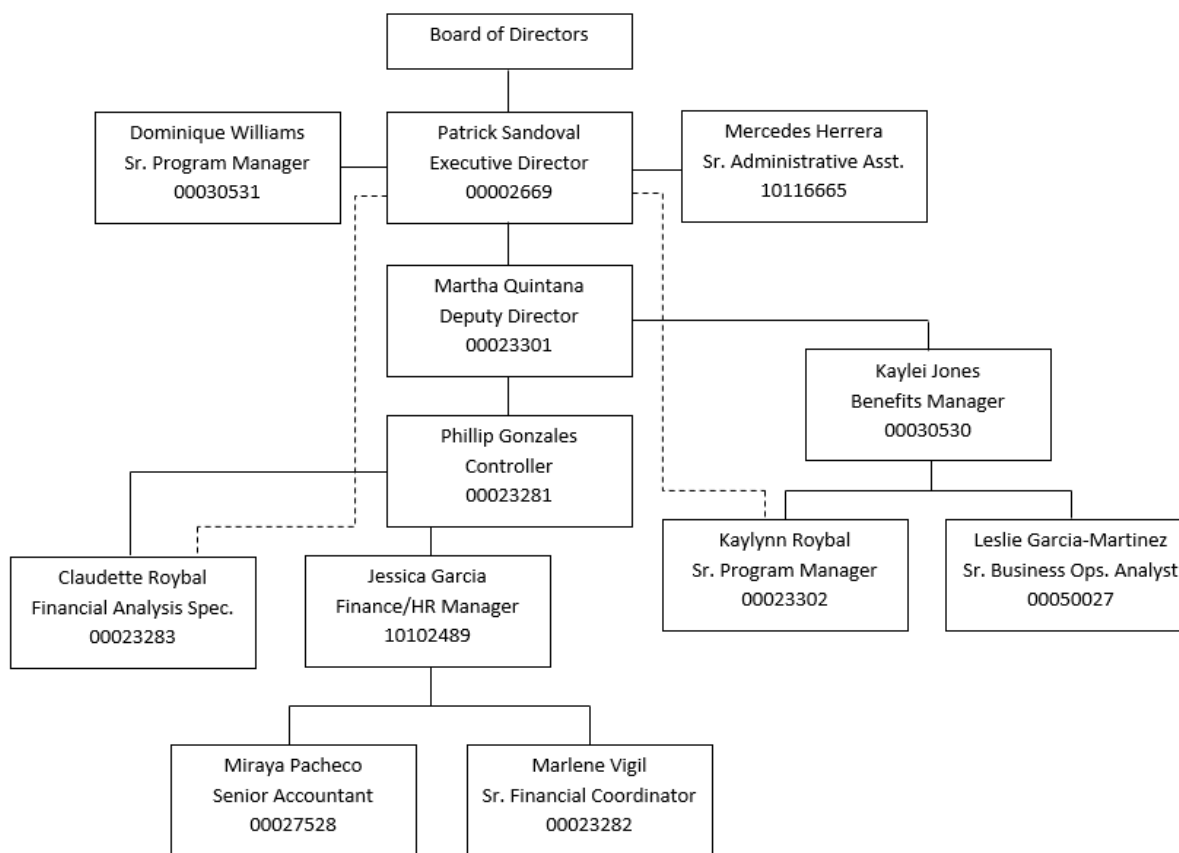 Board of Directors
Dominique Williams
Sr. Program Manager
00030531
Patrick Sandoval
Executive Director
00002669
Mercedes Herrera
Sr. Administrative Asst.
10116665
Martha Quintana
Deputy Director
00023301
Kaylei Jones
Benefits Manager
00030530
Phillip Gonzales
Controller
00023281
Claudette Roybal
Financial Analysis Spec.
00023283
Jessica Garcia
Finance/HR Manager
10102489
Kaylynn Roybal
Sr. Program Manager
00023302
Leslie Garcia-Martinez
Sr. Business Ops. Analyst
00050027
Miraya Pacheco
Senior Accountant
00027528
Marlene Vigil
Sr. Financial Coordinator
00023282